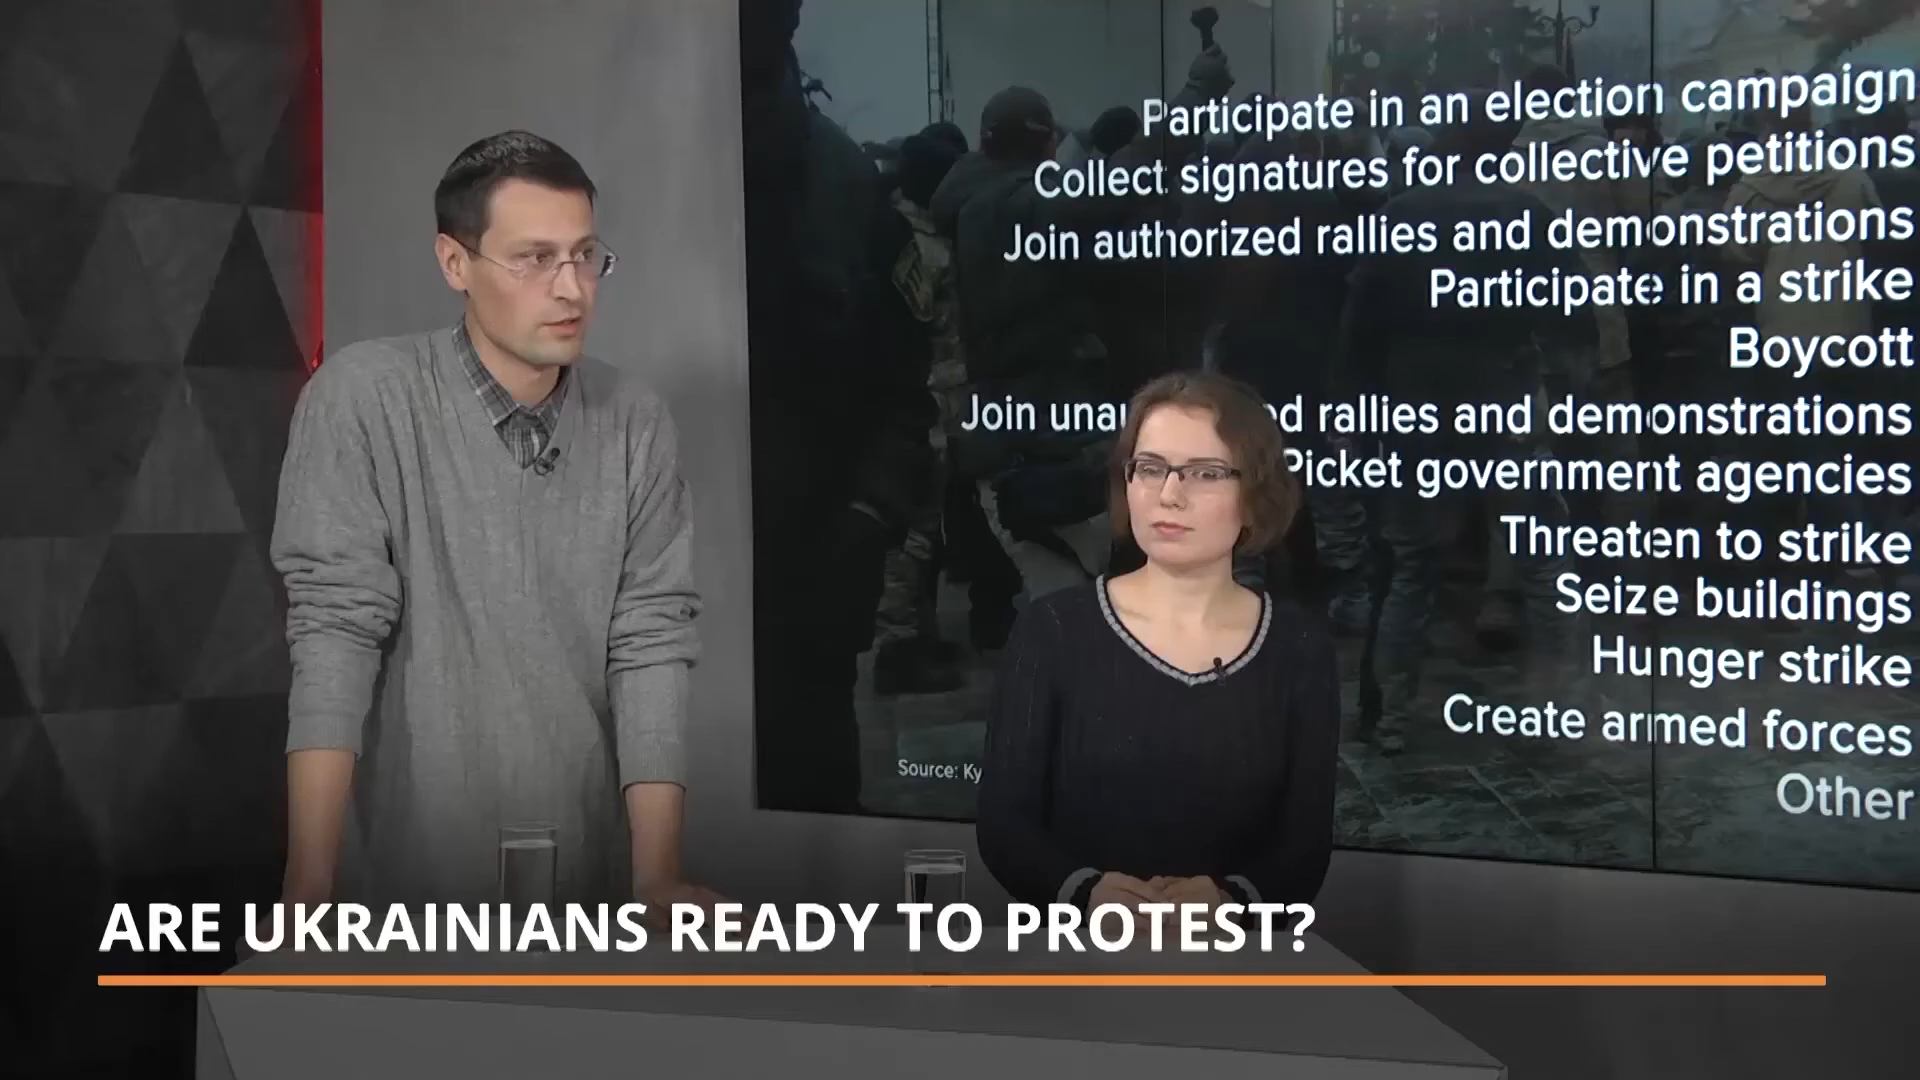 Participate in an election campaign
Collect signatures for collective petitions
Join authorized rallies and demonstrations
Participate in a strike
Boycott
Join rallies and demonstrations
Picket government agencies
Threaten to strike
Seize buildings
Hunger strike
Create armed forces
Other
Source:
ARE UKRAINIANS READY TO PROTEST?